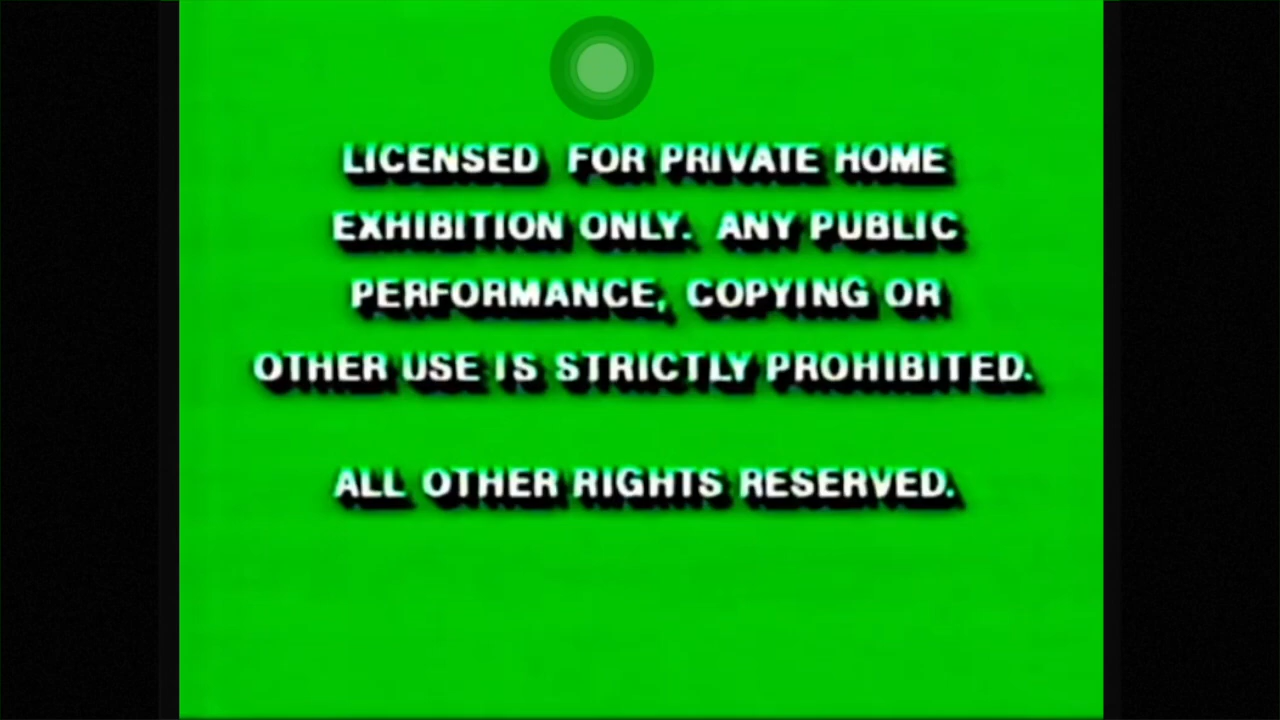 LICENSED FOR PRIVATE HOME
EXHIBITION ONLY. ANY PUBLIC
PERFORMANCE, COPYING OR
OTHER USE IS STRICTLY PROHIBITED.
ALL OTHER RIGHTS RESERVED.